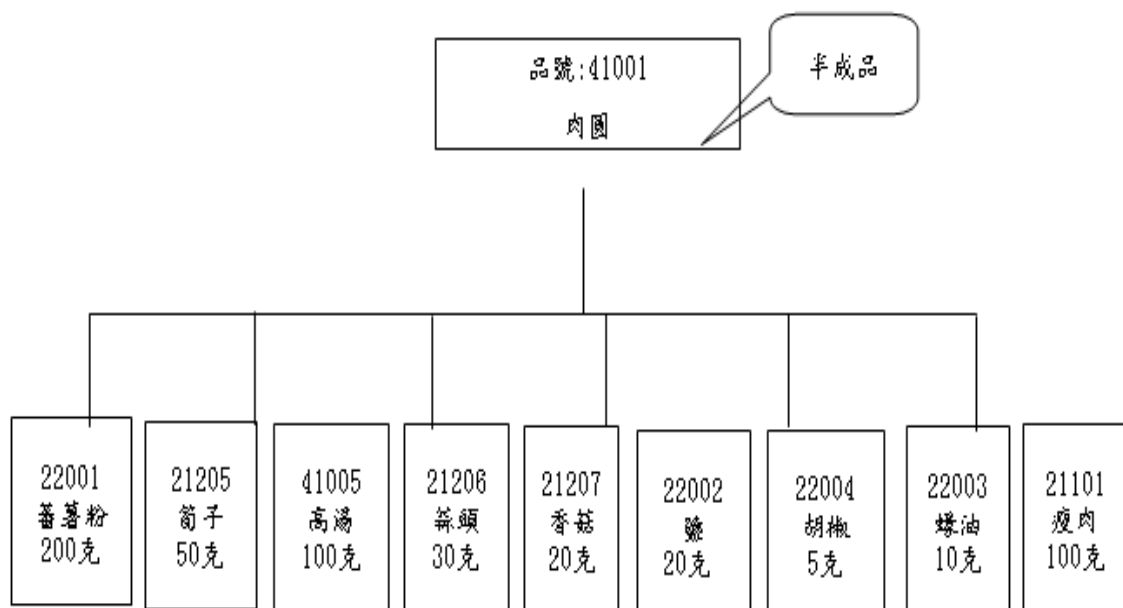 品號:41001
肉圓
半成品
22001
蕃薯粉
200克
21205
筍子
50克
41005
高湯
100克
21206
蒜頭
30克
21207
香菇
20克
22002
鹽
20克
22004
胡椒
5克
22003
蠔油
10克
21101
瘦肉
100克